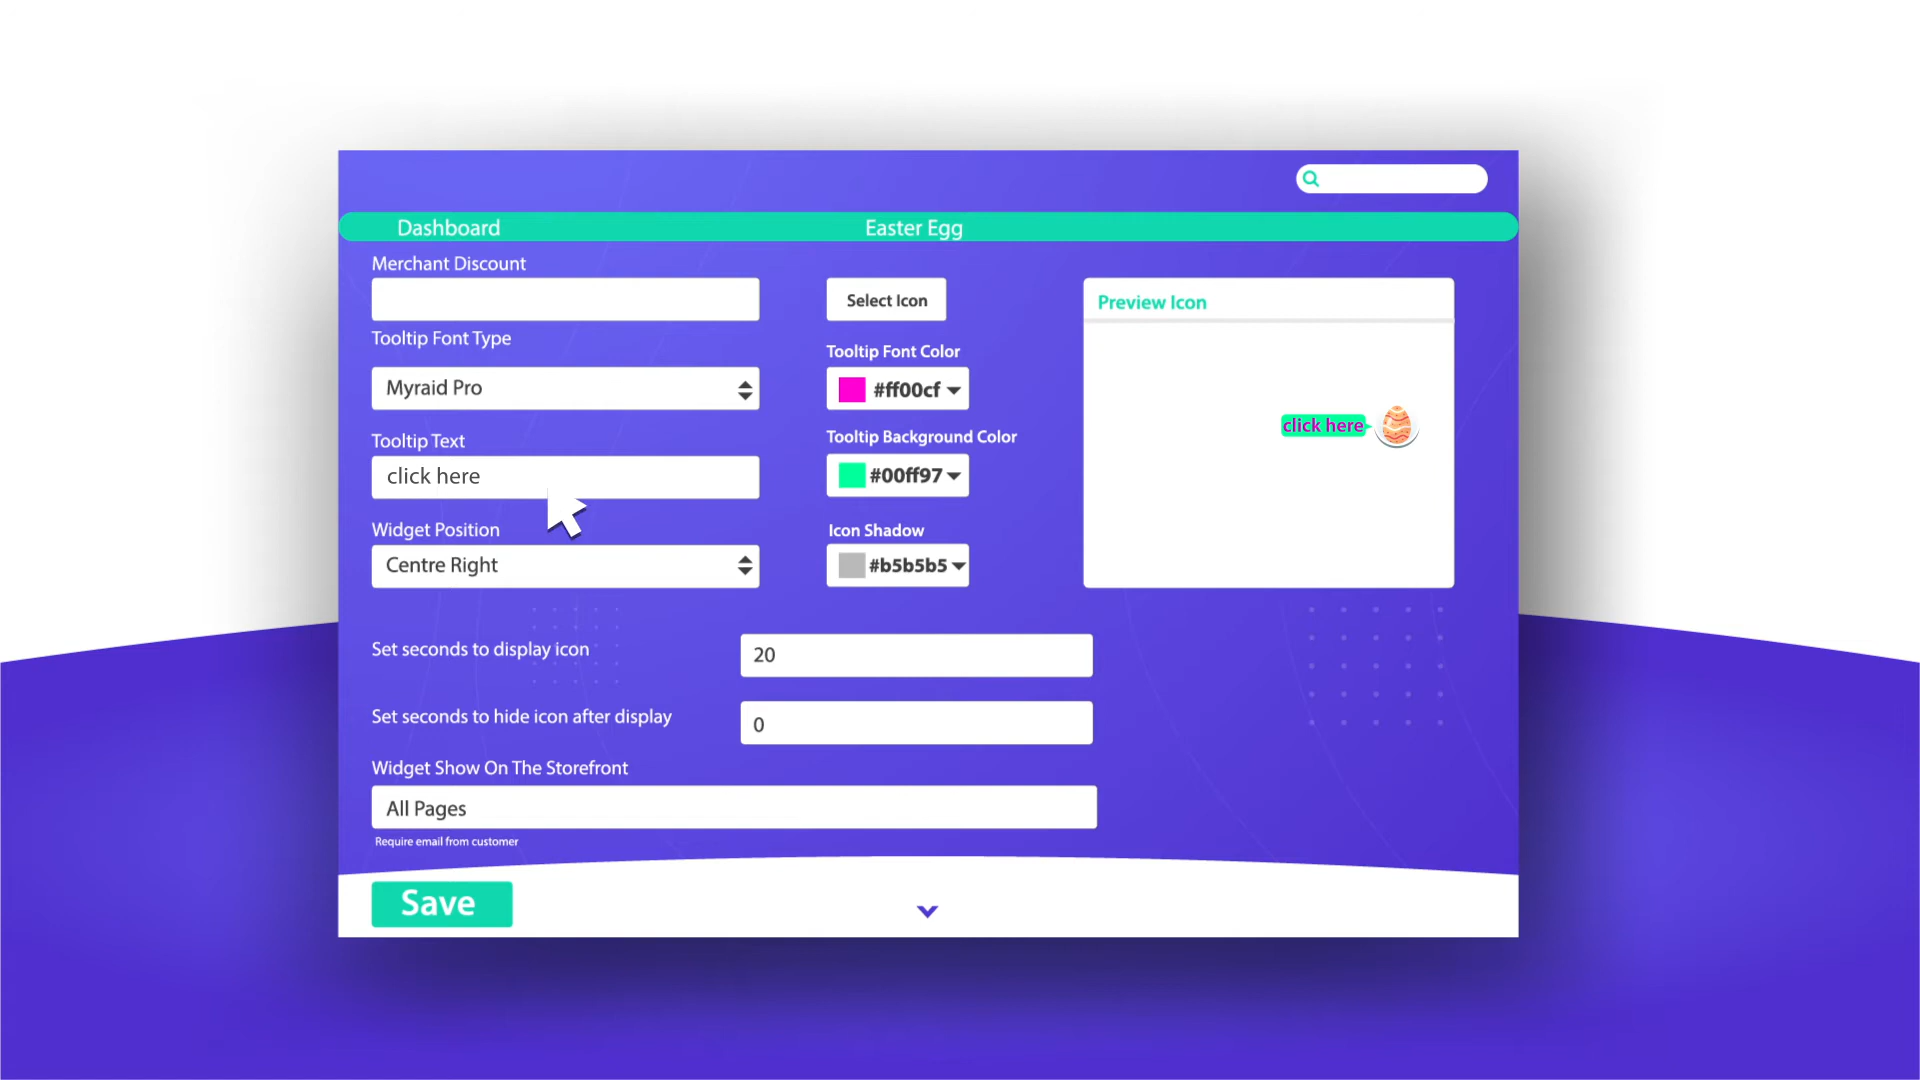 Dashboard
Easter Egg
Merchant Discount
Select Icon
Preview Icon
Tooltip Font Type
Myraid Pro
Tooltip Font Color
#ff00cf
Tooltip Text
click here
Tooltip Background Color
#00ff97
click here
Widget Position
Centre Right
Icon Shadow
#b5b5b5
Set seconds to display icon
20
Set seconds to hide icon after display
0
Widget Show On The Storefront
All Pages
Require email from customer
Save